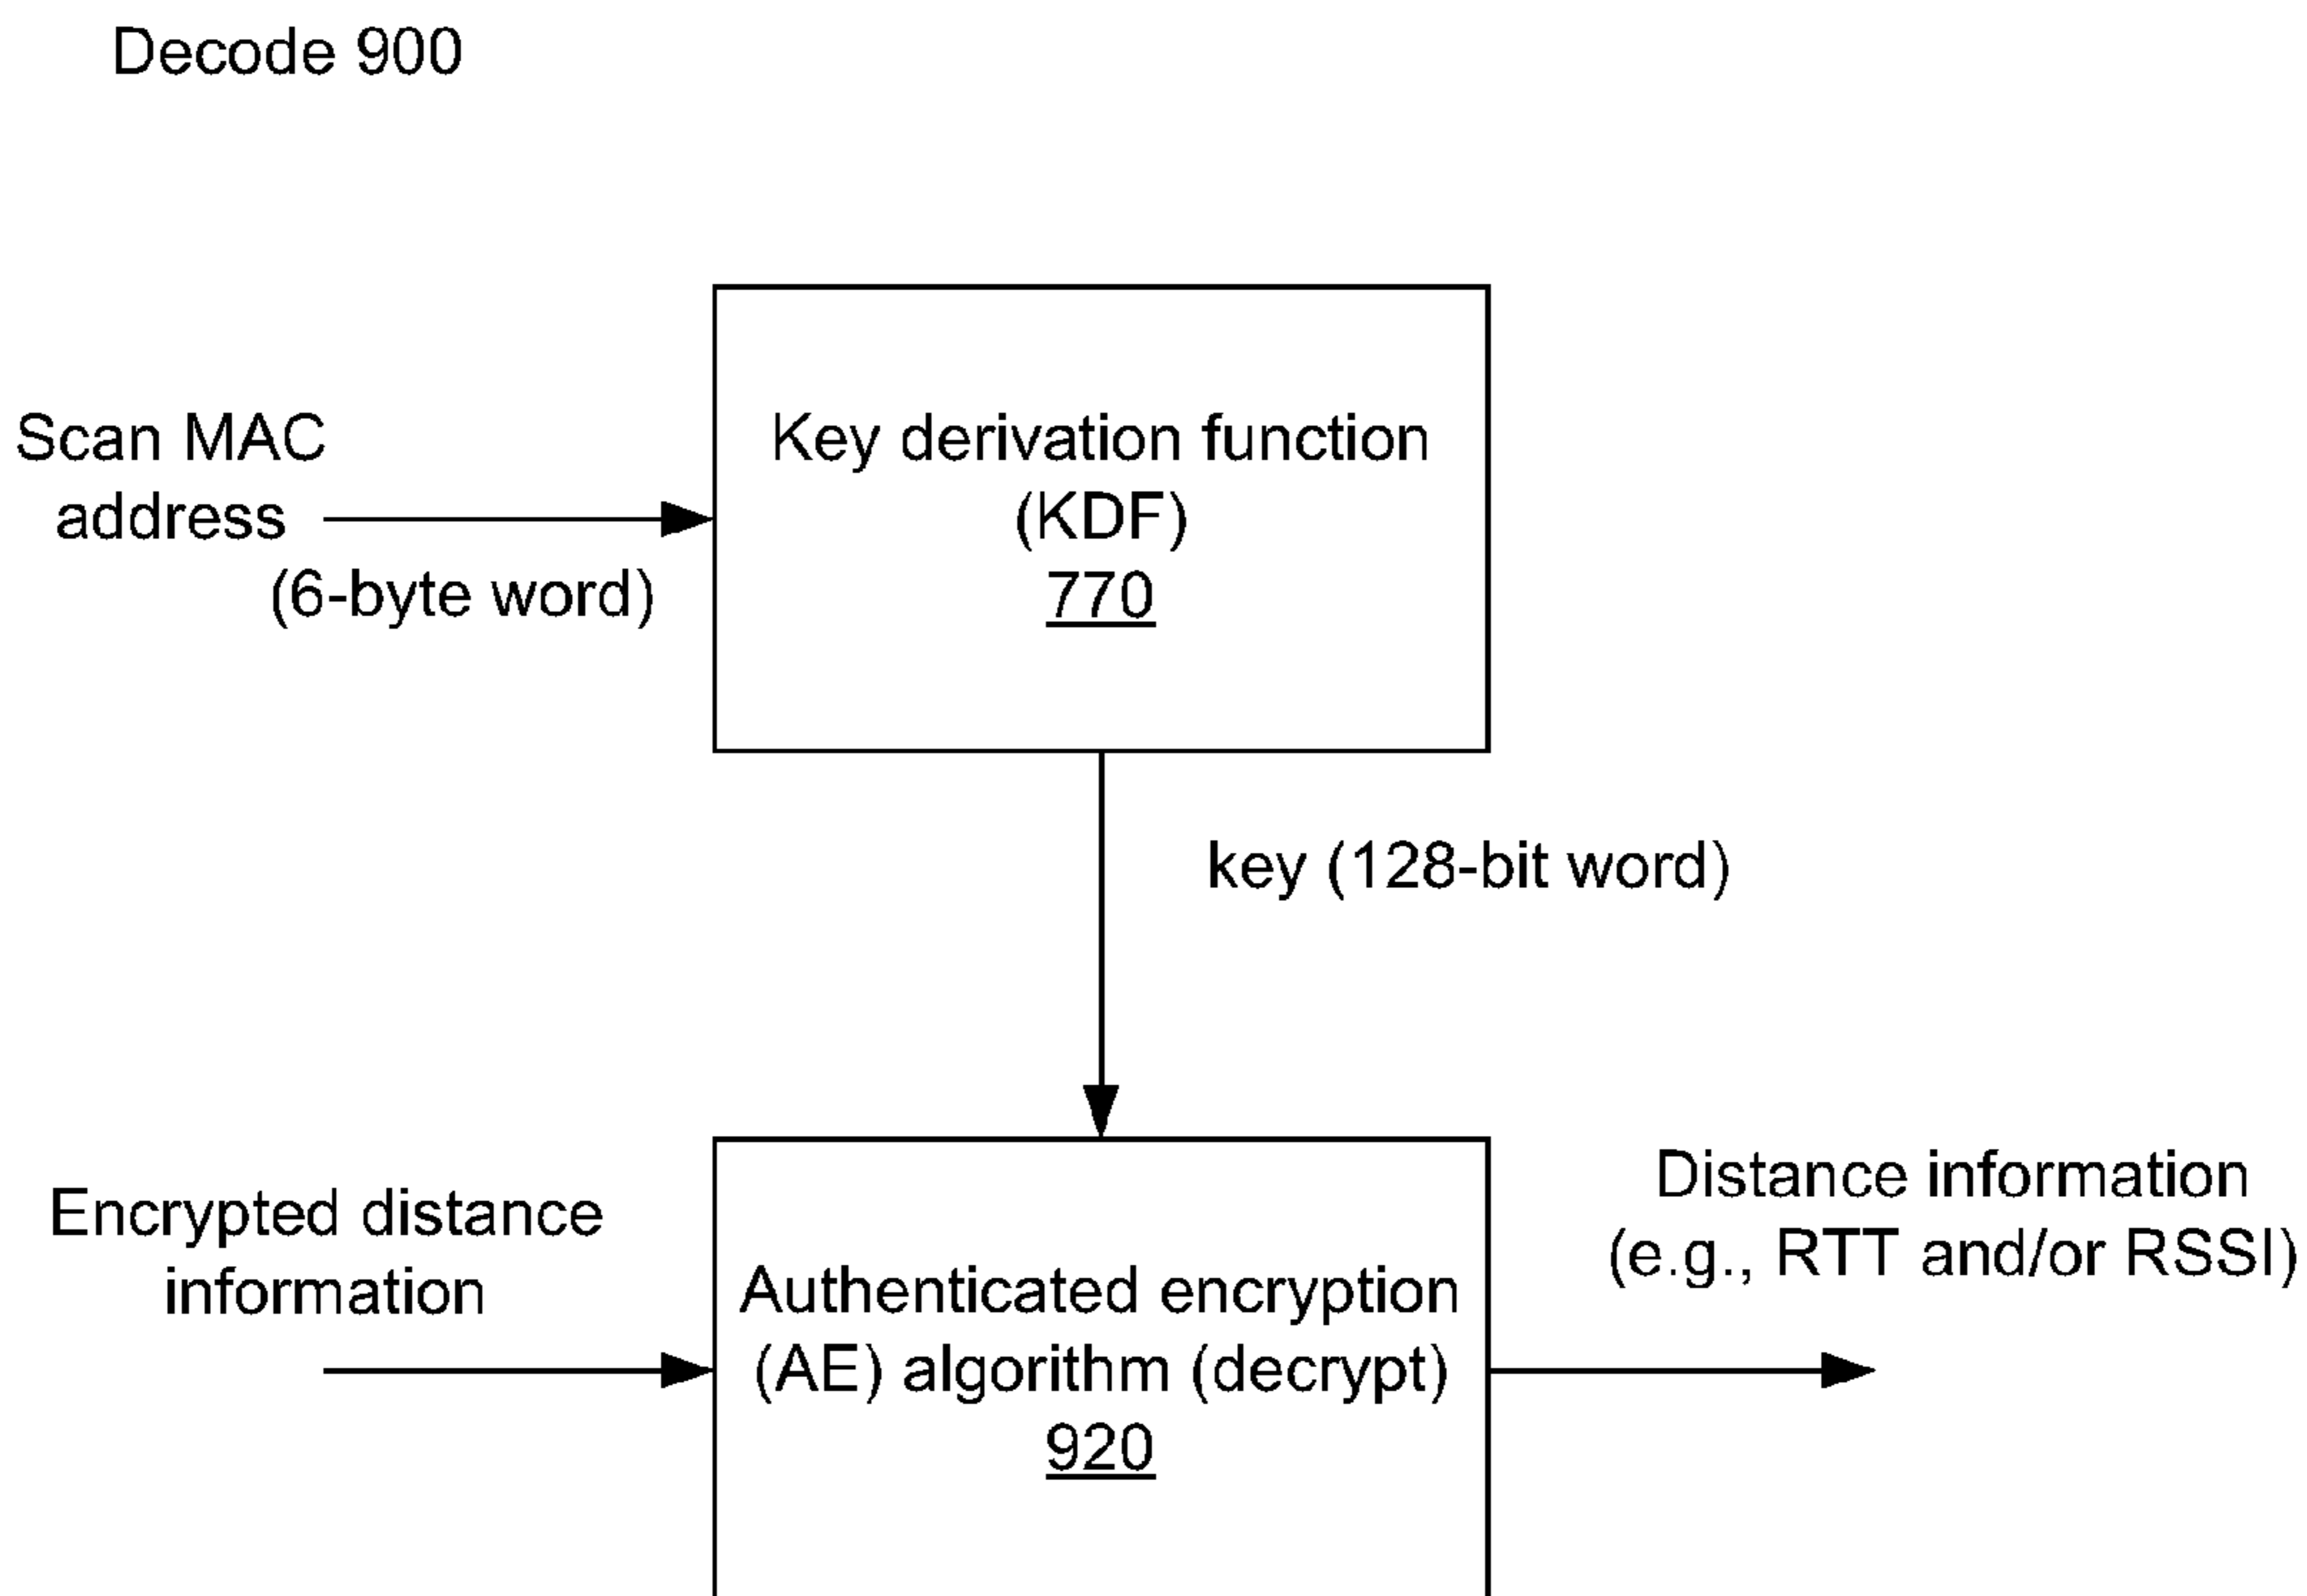 Decode 900
Scan MAC
address
(6-byte word)
Key derivation function
(KDF)
770
key (128-bit word)
Encrypted distance
information
Authenticated encryption
(AE) algorithm (decrypt)
920
Distance information
(e.g., RTT and/or RSSI)